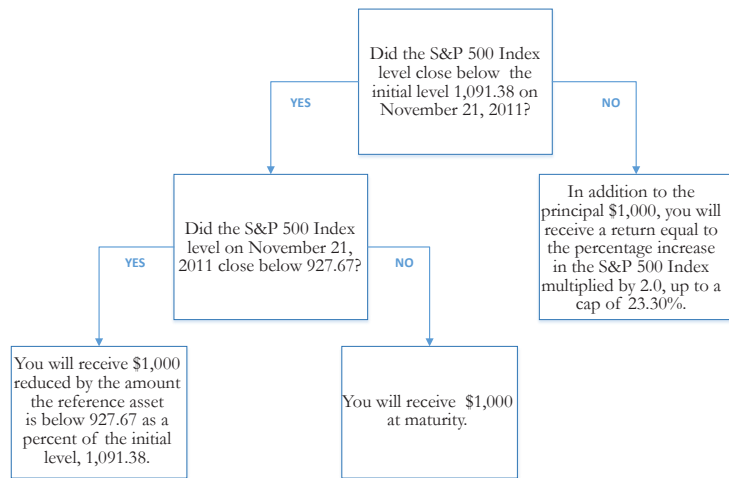 Did the S&P 500 Index
level close below the
initial level 1,091.38 on
November 21, 2011?
YES
NO
Did the S&P 500 Index
level on November 21,
2011 close below 927.67?
In addition to the
principal $1,000, you will
receive a return equal to
the percentage increase
in the S&P 500 Index
multiplied by 2.0, up to a
cap of 23.30%.
YES
NO
You will receive $1,000
reduced by the amount
the reference asset
is below 927.67 as a
percent of the initial
level, 1,091.38.
You will receive $1,000
at maturity.